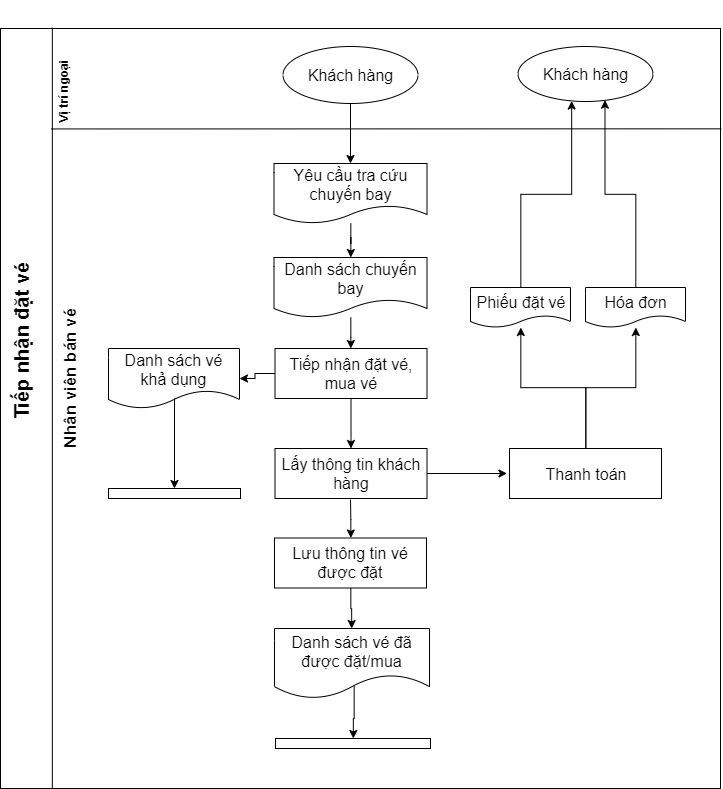 Tiếp nhận đặt vé
Vị trí ngoại
Khách hàng
Khách hàng
Nhân viên bán vé
Yêu cầu tra cứu
chuyến bay
Danh sách chuyến
bay
Phiếu đặt vé
Hóa đơn
Danh sách vé
khả dụng
Tiếp nhận đặt vé,
mua vé
Lấy thông tin khách
hàng
Thanh toán
Lưu thông tin vé
được đặt
Danh sách vé đã
được đặt/mua